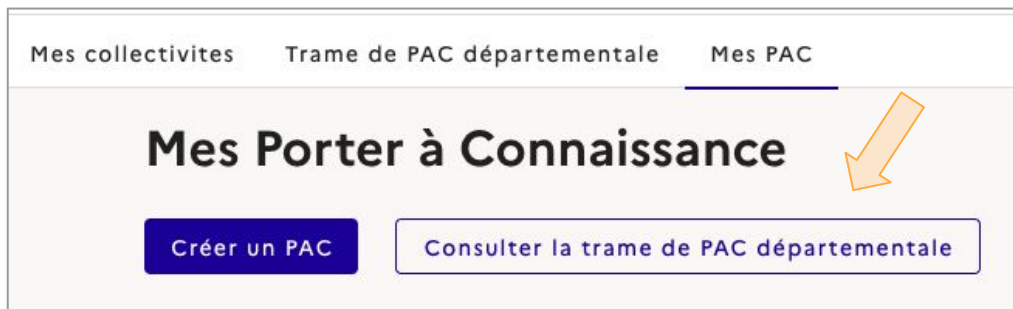 Mes collectivites Trame de PAC départementale Mes PAC
Mes Porter à Connaissance
Créer un PAC Consulter la trame de PAC départementale